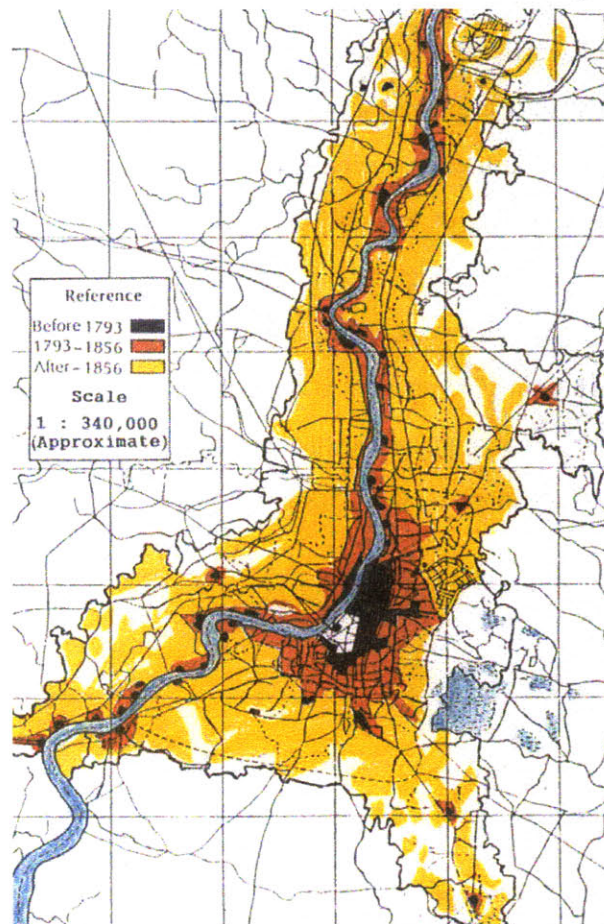 Reference
Before 1793
1793-1856
After-1856
Scale
1 : 340,000
(Approximate)